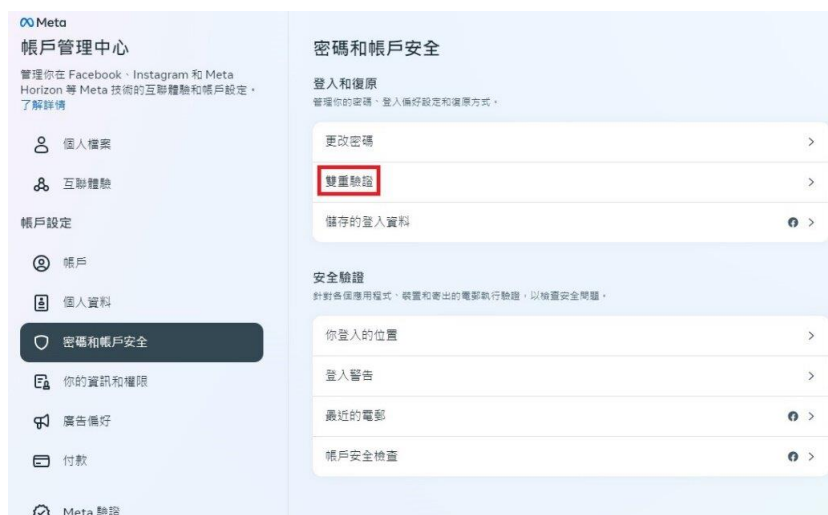 Meta
帳戶管理中心
管理你在 Facebook、Instagram 和 Meta
Horizon 等 Meta 技術的互聯體驗和帳戶設定。
了解詳情
個人檔案
互聯體驗
帳戶設定
帳戶
個人資料
密碼和帳戶安全
你的資訊和權限
廣告偏好
付款
Meta 驗證
密碼和帳戶安全
登入和復原
管理你的密碼、登入偏好設定和復原方式。
更改密碼
雙重驗證
儲存的登入資料
安全驗證
針對各個應用程式、裝置和寄出的電郵執行驗證，以檢查安全問題。
你登入的位置
登入警告
最近的電郵
帳戶安全檢查